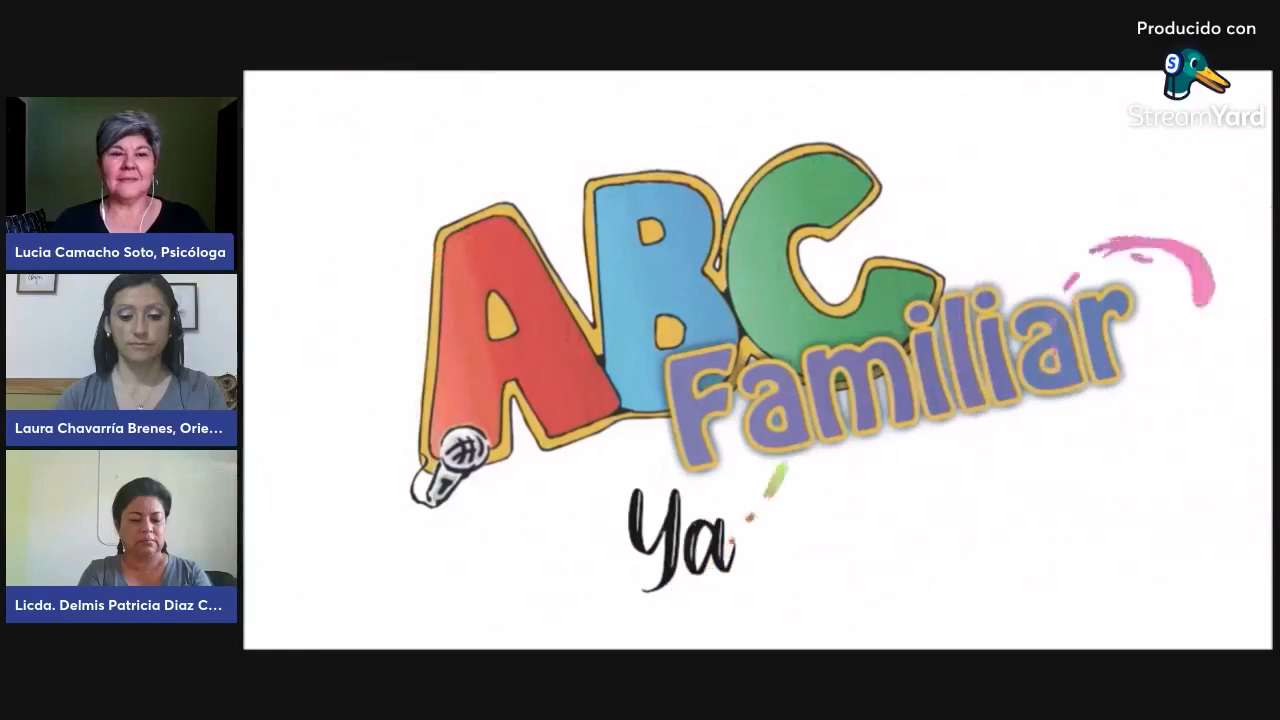 Producido con
S
StreamYard
Lucia Camacho Soto, Psicóloga
Laura Chavarría Brenes, Orie...
Licda. Delmis Patricia Diaz C...
ABC
Familiar
Ya